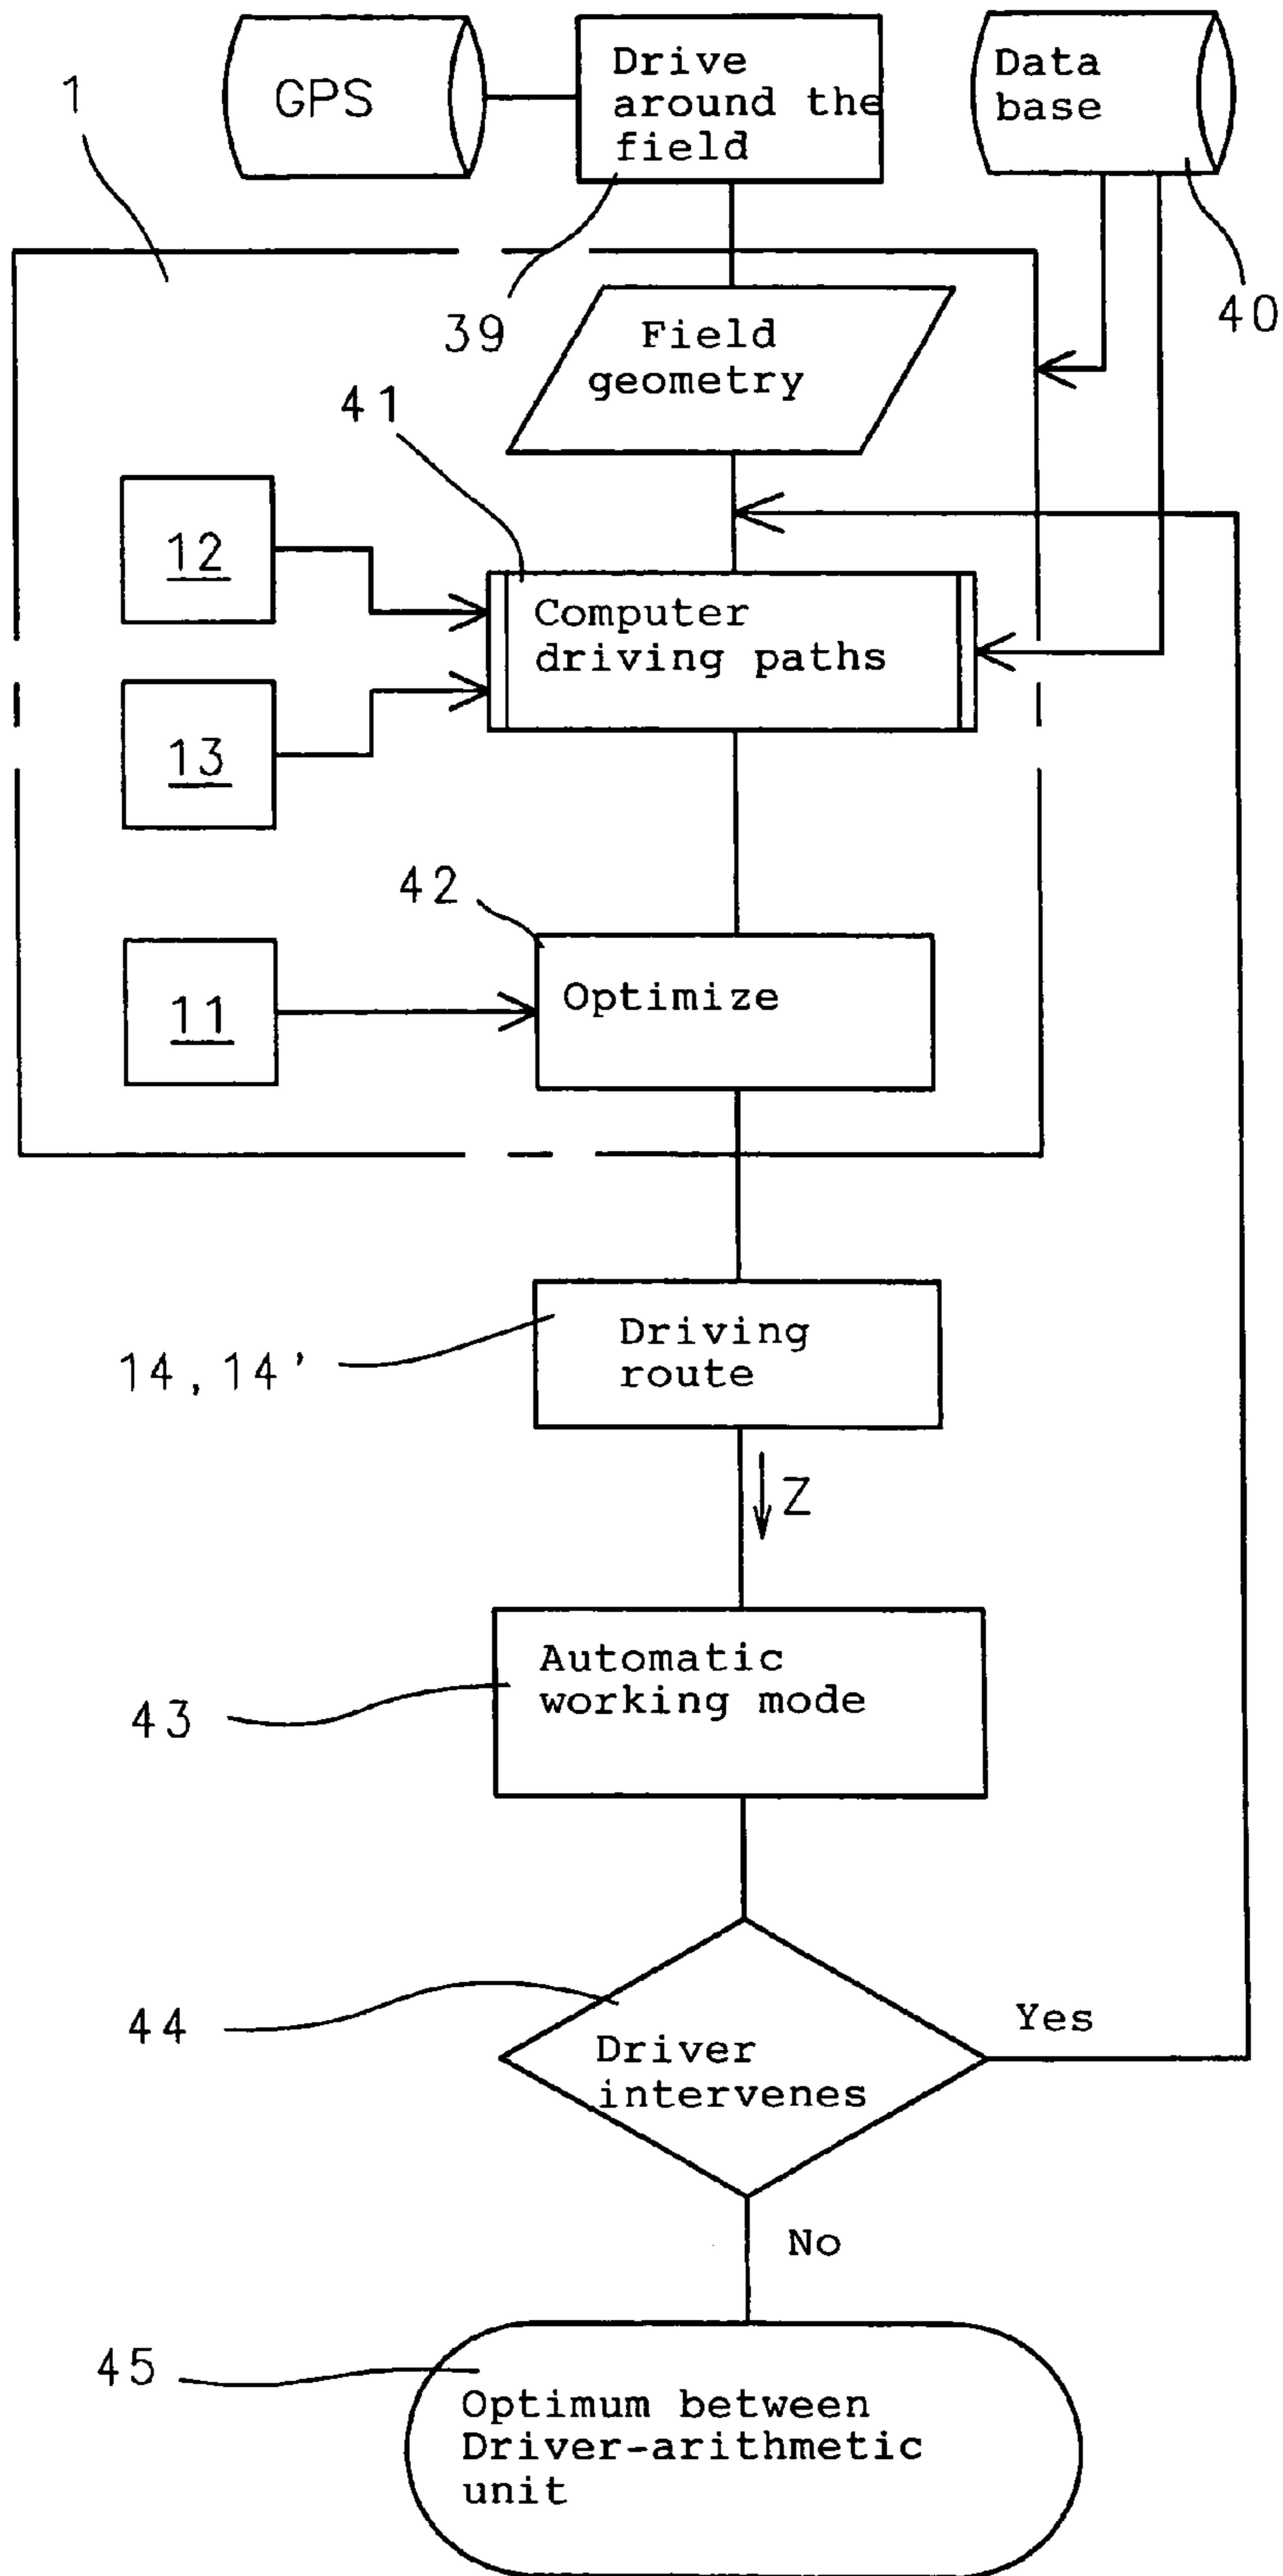 GPS
Drive
around the
field
Data
base
1
39
40
Field
geometry
41
12
Computer
driving paths
13
42
11
Optimize
14, 14'
Driving
route
Z
43
Automatic
working mode
44
Driver
intervenes
Yes
No
45
Optimum between
Driver-arithmetic
unit